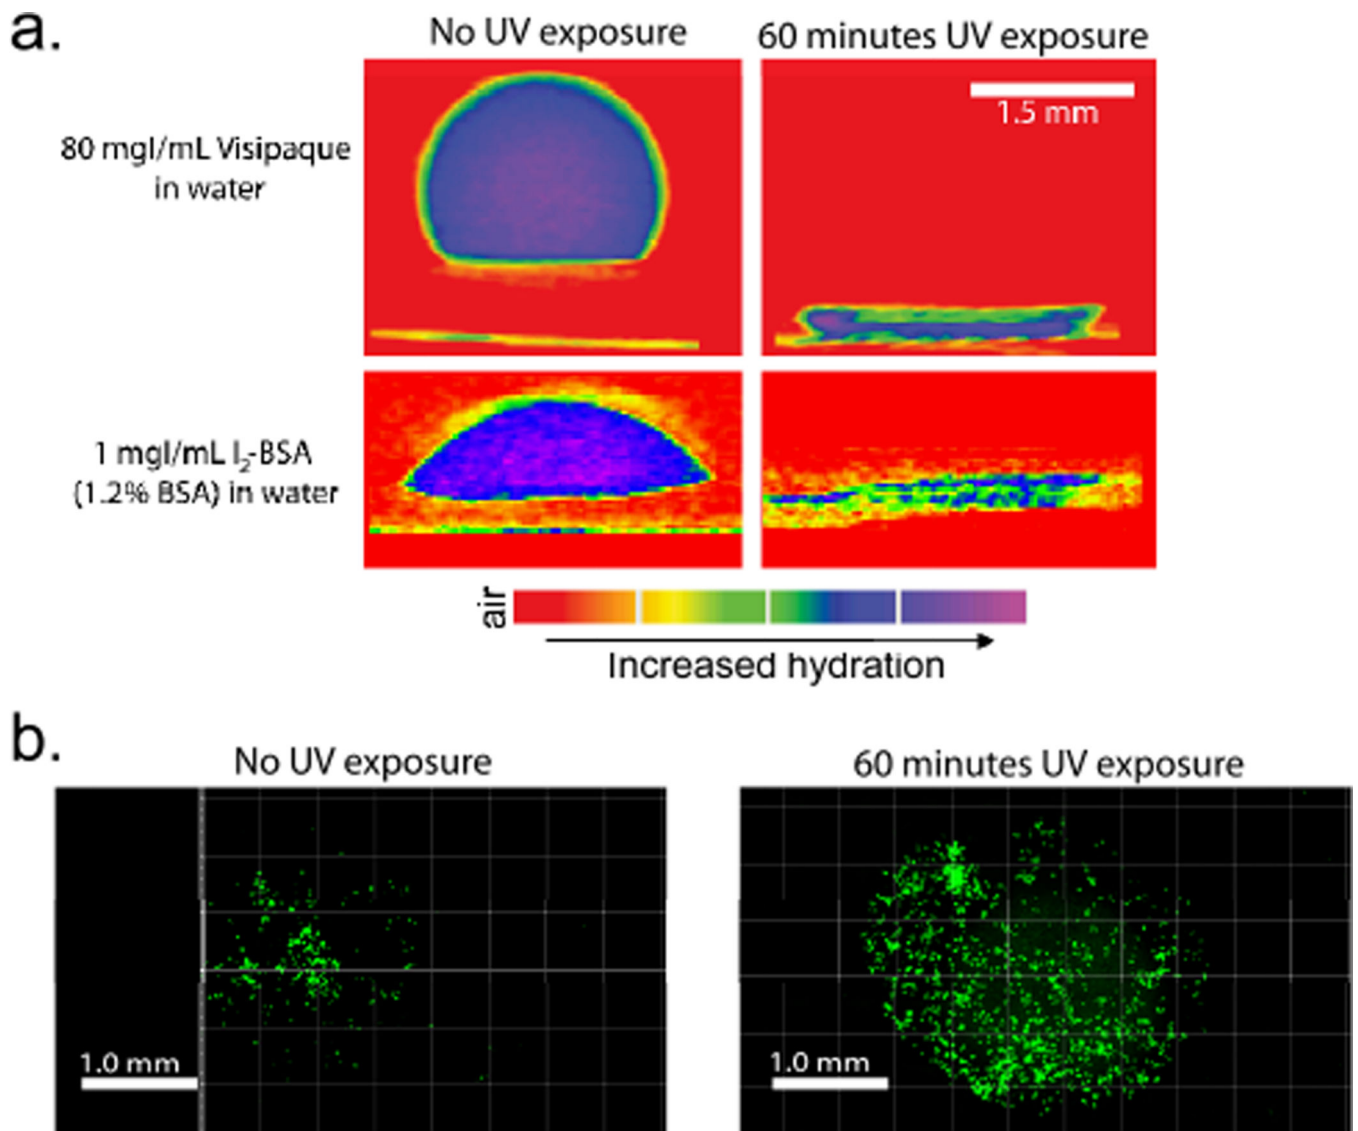 a.
No UV exposure
60 minutes UV exposure
80 mgI/mL Visipaque
in water
1.5 mm
1 mgI/mL I2-BSA
(1.2% BSA) in water
air
Increased hydration
b.
No UV exposure
60 minutes UV exposure
1.0 mm
1.0 mm